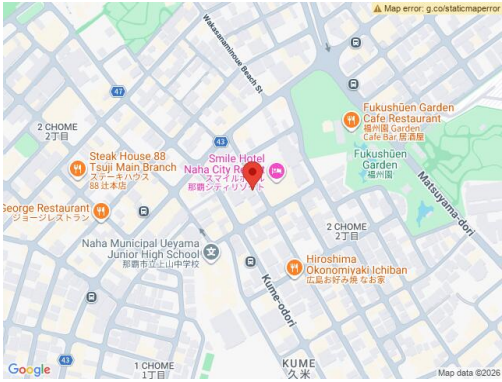 Map error: g.co/staticmaperror
Wakasanaminoue Beach St
47
2 CHOME
2丁目
43
Fukushūen Garden
Cafe Restaurant
福州園 Garden
Cafe Bar 居酒屋
Steak House 88
Tsuji Main Branch
ステーキハウス
88 辻本店
Smile Hotel
Naha City Re
スマイルホ
ル
那覇シティリゾ
ト
Fukushūen
Garden
福州園
Matsuyama-dori
George Restaurant
ジョージレストラン
Naha Municipal Ueyama
Junior High School
那覇市立上山中学校
2 CHOME
2丁目
Hiroshima
Okonomiyaki Ichiban
広島お好み焼 なお家
Kume-odori
43
1 CHOME
1丁目
KUME
久米
Google
Map data ©2026